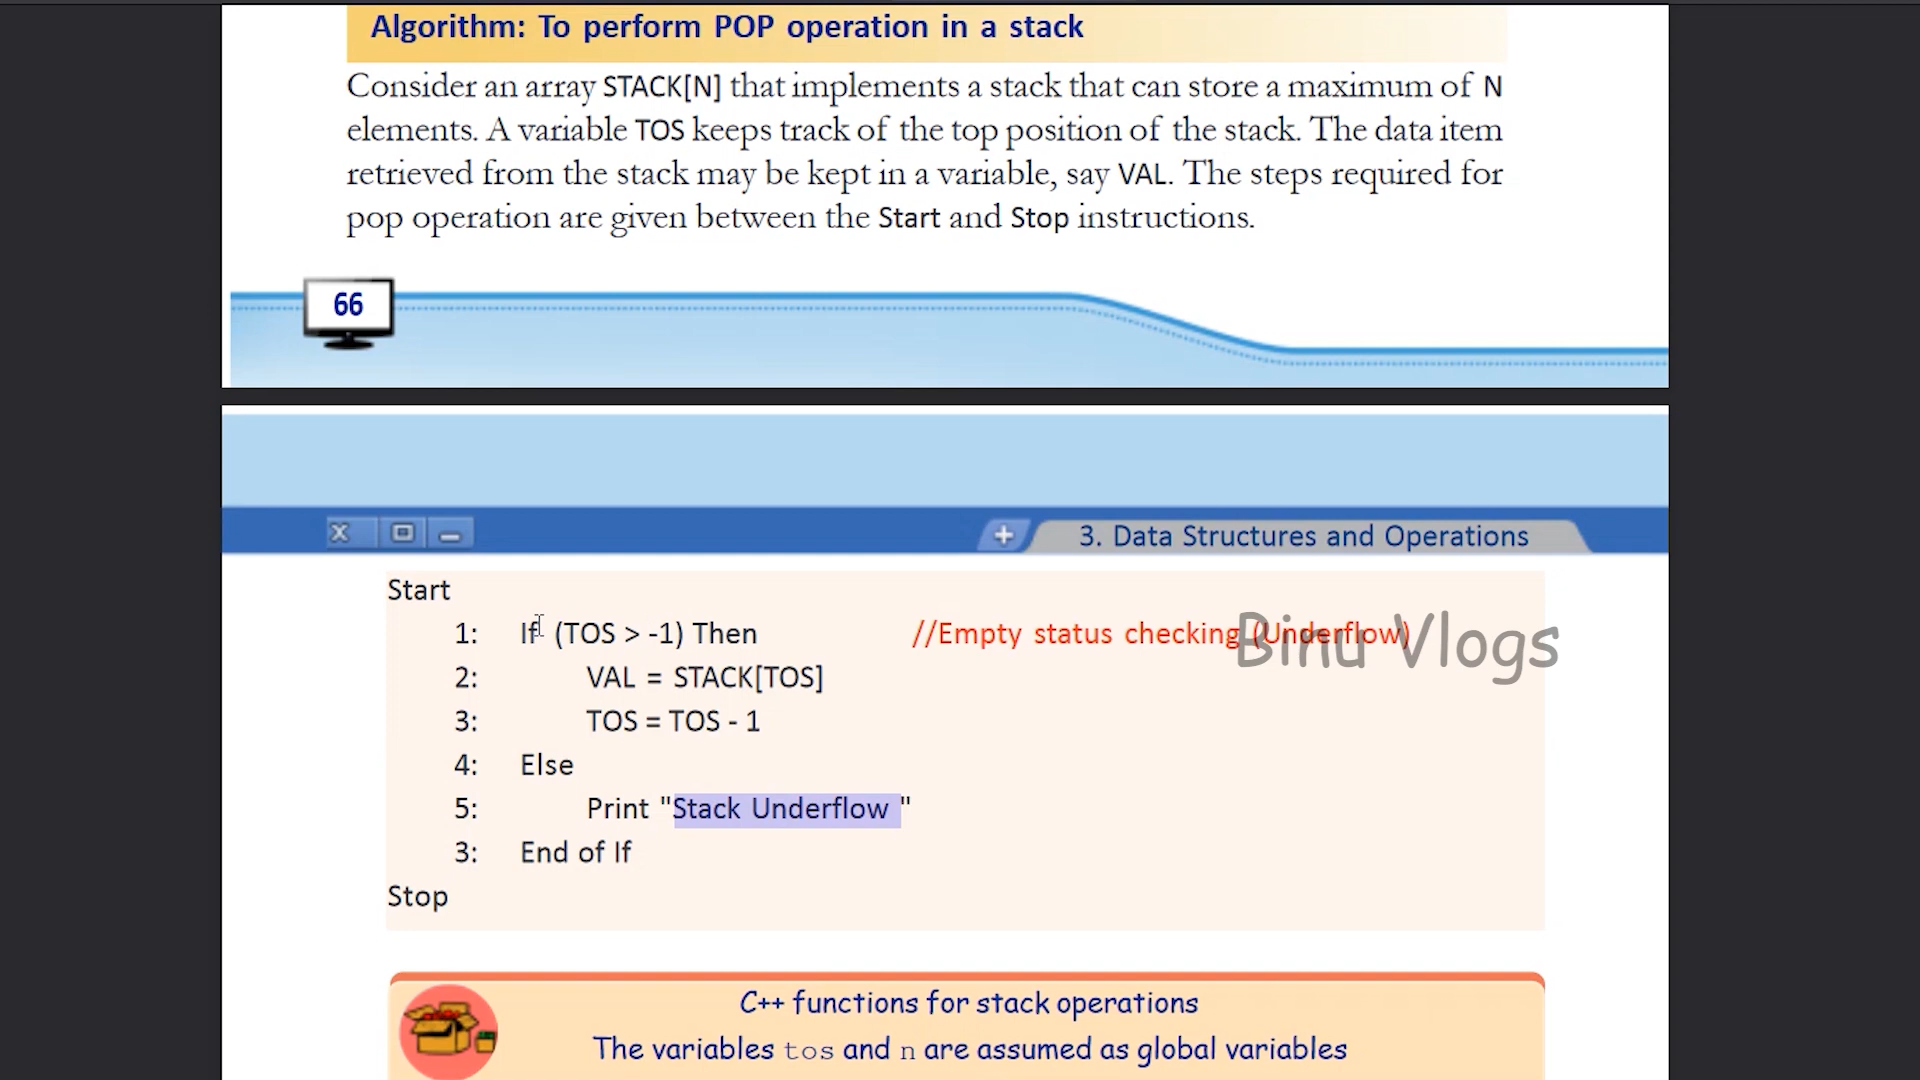 Algorithm: To perform POP operation in a stack
Consider an array STACK[N] that implements a stack that can store a maximum of N
elements. A variable TOS keeps track of the top position of the stack. The data item
retrieved from the stack may be kept in a variable, say VAL. The steps required for
pop operation are given between the Start and Stop instructions.
66
3. Data Structures and Operations
Start
1: If (TOS > -1) Then //Empty status checking (Underflow)
Binu Vlogs
2: VAL = STACK[TOS]
3: TOS = TOS - 1
4: Else
5: Print "Stack Underflow "
3: End of If
Stop
C++ functions for stack operations
The variables tos and n are assumed as global variables